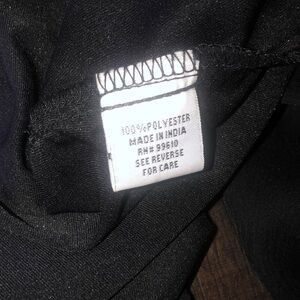 100% POLYESTER
MADE IN INDIA
RN# 99610
SEE REVERSE
FOR CARE